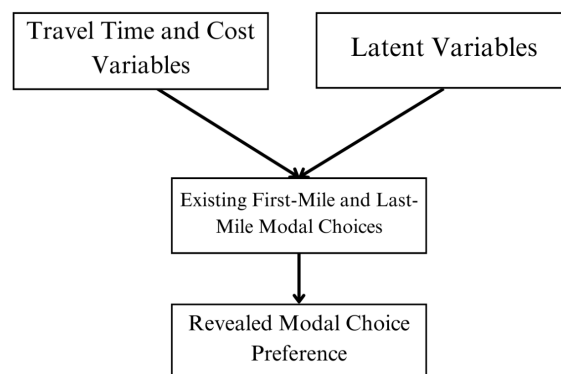 Travel Time and Cost
Variables
Latent Variables
Existing First-Mile and Last-
Mile Modal Choices
Revealed Modal Choice
Preference